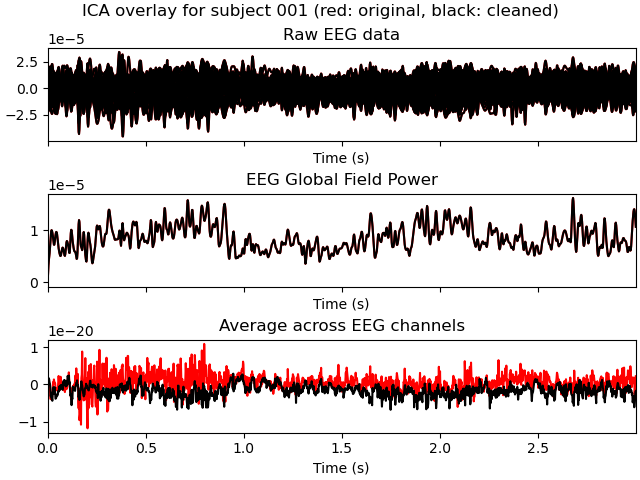 ICA overlay for subject 001 (red: original, black: cleaned)
Raw EEG data
1e−5
2.5
0.0
−2.5
Time (s)
EEG Global Field Power
1e−5
1
0
Time (s)
Average across EEG channels
1e−20
1
0
−1
0.0 0.5 1.0 1.5 2.0 2.5
Time (s)